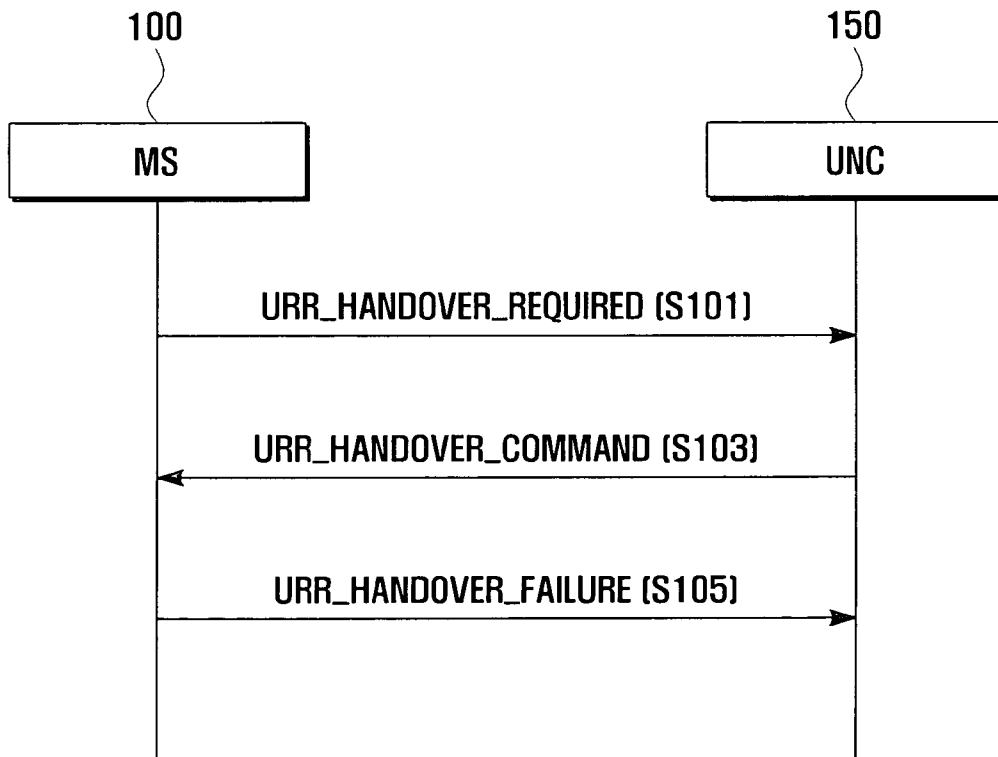 100
150
MS
UNC
URR_HANDOVER_REQUIRED (S101)
URR_HANDOVER_COMMAND (S103)
URR_HANDOVER_FAILURE (S105)